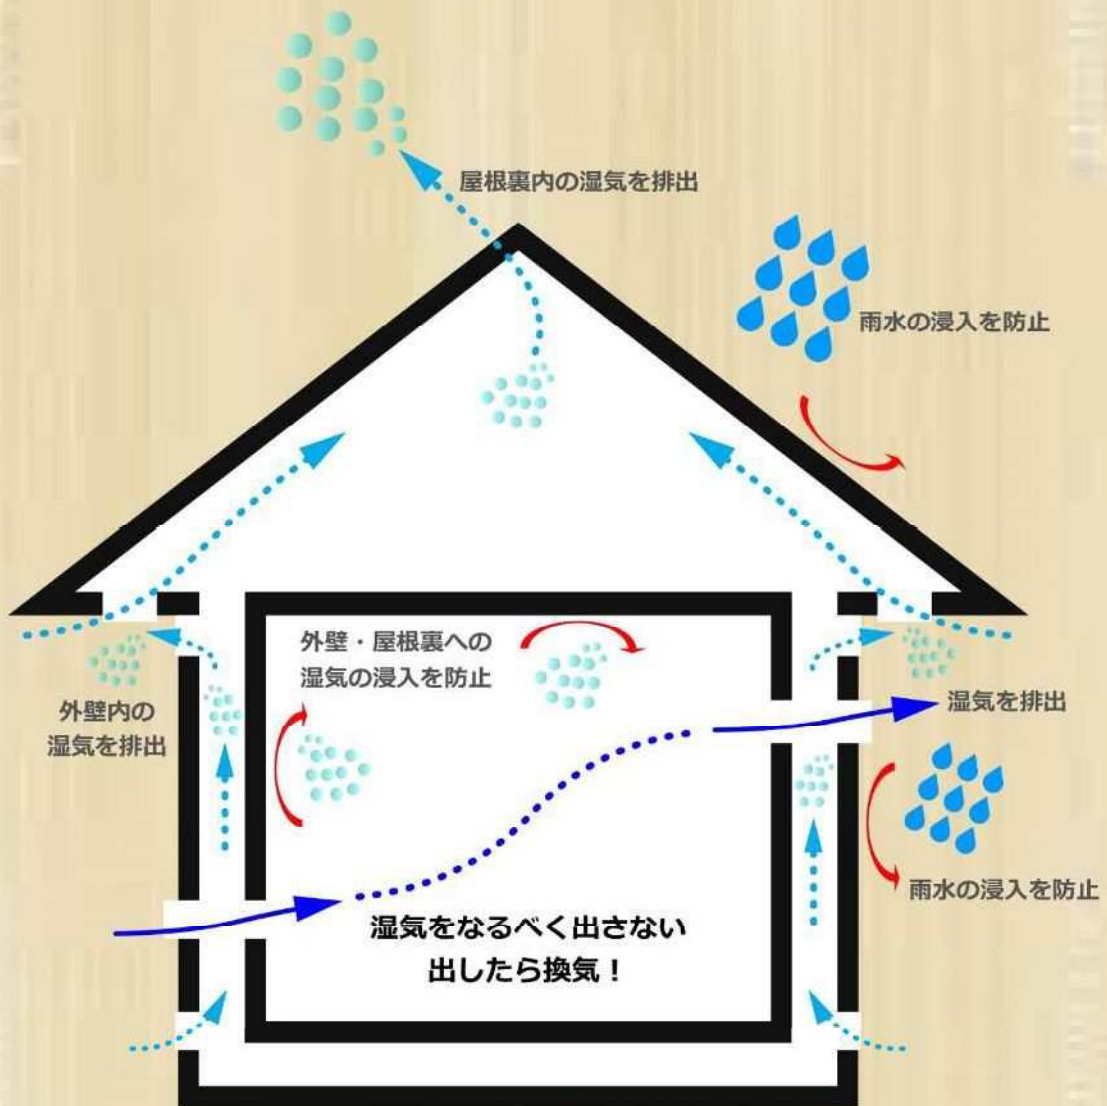 屋根裏内の湿気を排出
雨水の浸入を防止
外壁・屋根裏への
湿気の浸入を防止
外壁内の
湿気を排出
湿気を排出
雨水の浸入を防止
湿気をなるべく出さない
出したら換気！